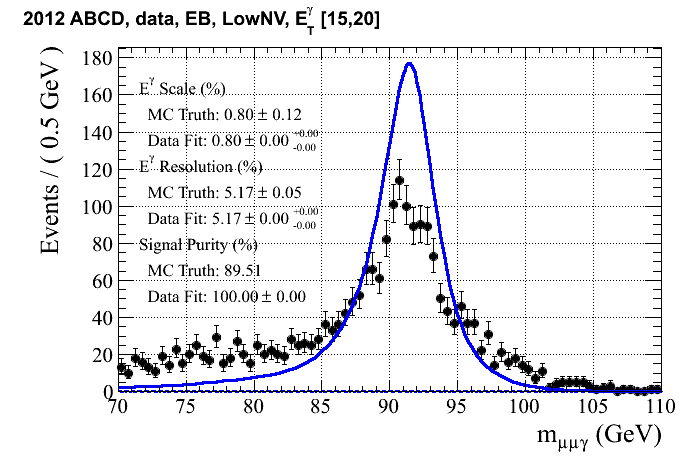 2012 ABCD, data, EB, LowNV, E_T^γ [15,20]
Events / ( 0.5 GeV )
180
160
140
120
100
80
60
40
20
0
E^γ Scale (%)
MC Truth: 0.80 ± 0.12
Data Fit: 0.80 ± 0.00 +0.00 -0.00
E^γ Resolution (%)
MC Truth: 5.17 ± 0.05
Data Fit: 5.17 ± 0.00 +0.00 -0.00
Signal Purity (%)
MC Truth: 89.51
Data Fit: 100.00 ± 0.00
70 75 80 85 90 95 100 105 110
m_μμγ (GeV)